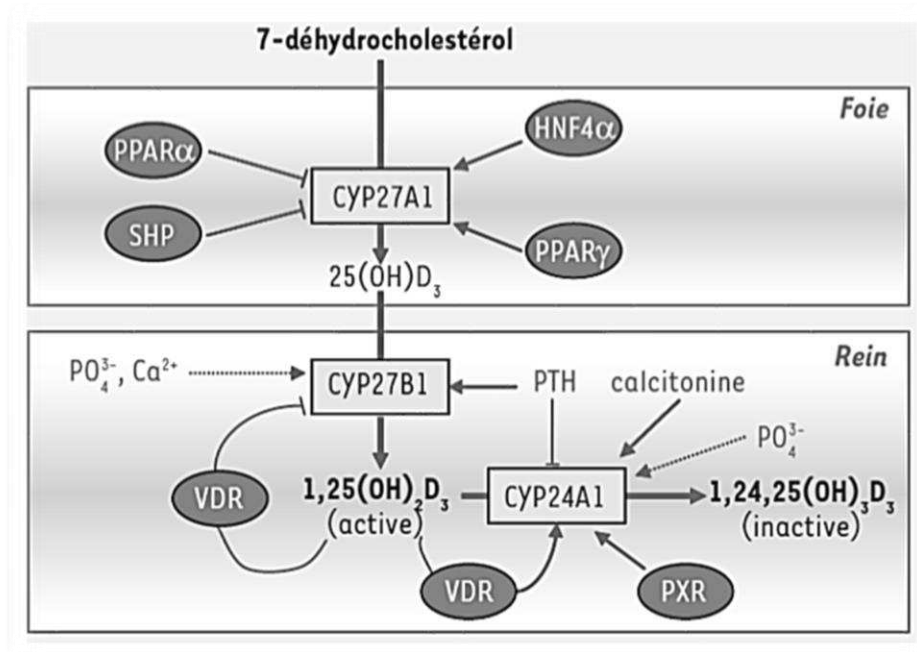 7-déhydrocholestérol
Foie
PPARα
HNF4α
CYP27A1
SHP
PPARγ
25(OH)D₃
Rein
PO₄³⁻, Ca²⁺
CYP27B1
PTH
calcitonine
PO₄³⁻
VDR
1,25(OH)₂D₃
(active)
CYP24A1
1,24,25(OH)₃D₃
(inactive)
VDR
PXR